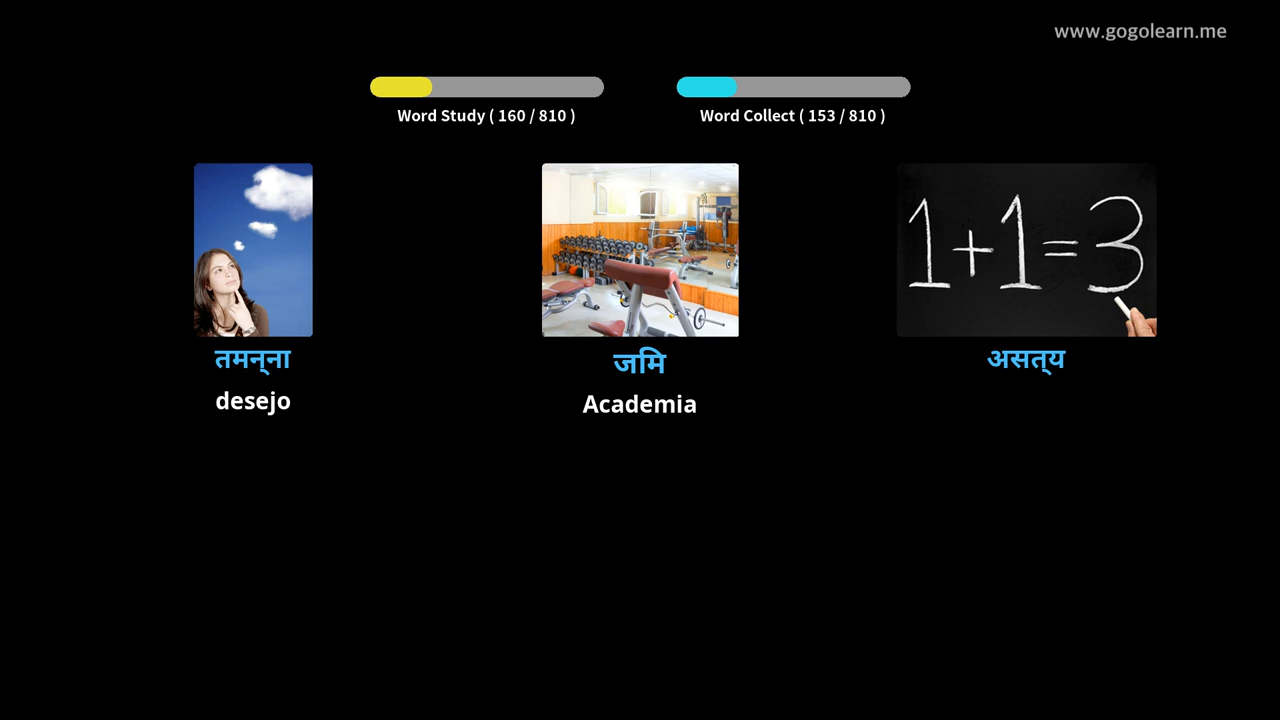 www.gogolearn.me
Word Study ( 160 / 810 )
Word Collect ( 153 / 810 )
1+1=3
तमन्ना
जमि
असत्य
desejo
Academia